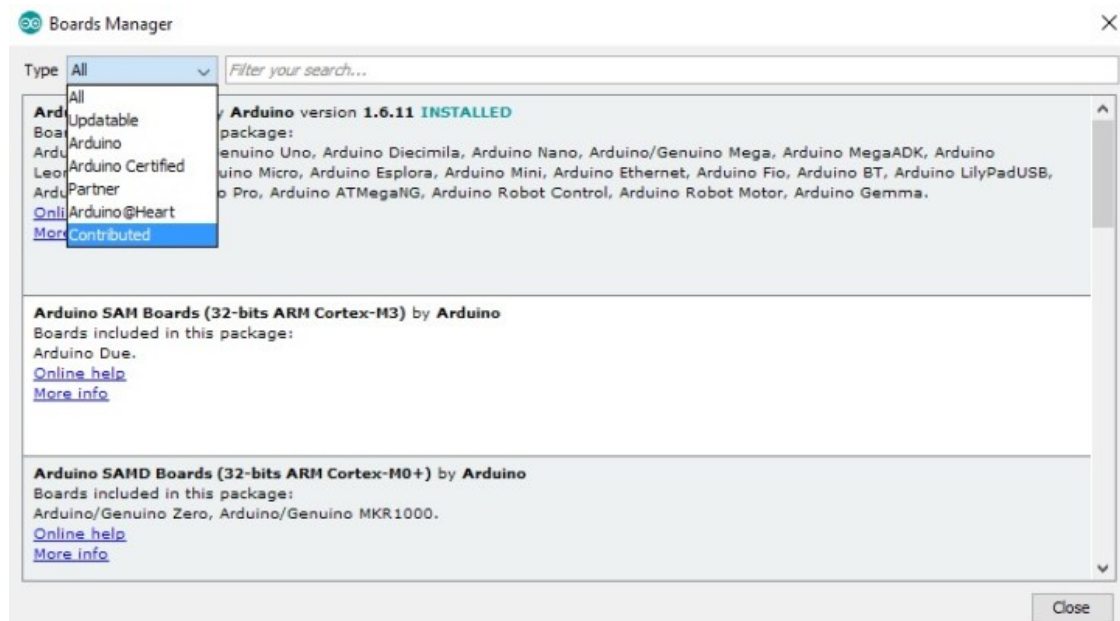 Boards Manager
Type All Filter your search...
All
Updatable
Arduino
Arduino Certified
Partner
Arduino@Heart
Contributed
Ard y Arduino version 1.6.11 INSTALLED
Boa package:
Ardu enuino Uno, Arduino Diecimila, Arduino Nano, Arduino/Genuino Mega, Arduino MegaADK, Arduino
Leor uino Micro, Arduino Esplora, Arduino Mini, Arduino Ethernet, Arduino Fio, Arduino BT, Arduino LilyPadUSB,
Ardu o Pro, Arduino ATMegaNG, Arduino Robot Control, Arduino Robot Motor, Arduino Gemma.
Onli
More
Arduino SAM Boards (32-bits ARM Cortex-M3) by Arduino
Boards included in this package:
Arduino Due.
Online help
More info
Arduino SAMD Boards (32-bits ARM Cortex-M0+) by Arduino
Boards included in this package:
Arduino/Genuino Zero, Arduino/Genuino MKR1000.
Online help
More info
Close